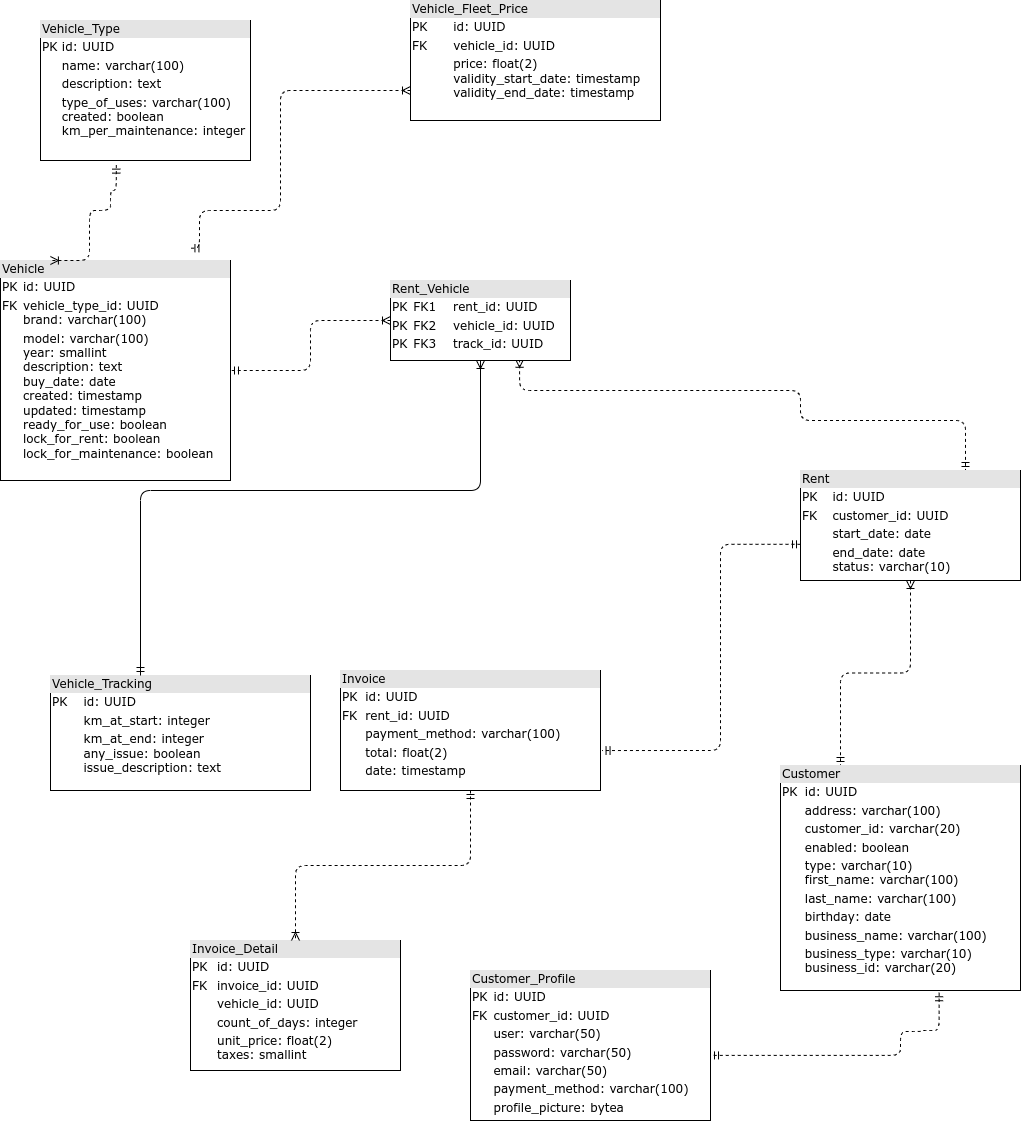 Vehicle_Fleet_Price
PK id: UUID
FK vehicle_id: UUID
price: float(2)
validity_start_date: timestamp
validity_end_date: timestamp
Vehicle_Type
PK id: UUID
name: varchar(100)
description: text
type_of_uses: varchar(100)
created: boolean
km_per_maintenance: integer
Vehicle
PK id: UUID
FK vehicle_type_id: UUID
brand: varchar(100)
model: varchar(100)
year: smallint
description: text
buy_date: date
created: timestamp
updated: timestamp
ready_for_use: boolean
lock_for_rent: boolean
lock_for_maintenance: boolean
Rent_Vehicle
PK FK1 rent_id: UUID
PK FK2 vehicle_id: UUID
PK FK3 track_id: UUID
Rent
PK id: UUID
FK customer_id: UUID
start_date: date
end_date: date
status: varchar(10)
Vehicle_Tracking
PK id: UUID
km_at_start: integer
km_at_end: integer
any_issue: boolean
issue_description: text
Invoice
PK id: UUID
FK rent_id: UUID
payment_method: varchar(100)
total: float(2)
date: timestamp
Customer
PK id: UUID
address: varchar(100)
customer_id: varchar(20)
enabled: boolean
type: varchar(10)
first_name: varchar(100)
last_name: varchar(100)
birthday: date
business_name: varchar(100)
business_type: varchar(10)
business_id: varchar(20)
Invoice_Detail
PK id: UUID
FK invoice_id: UUID
vehicle_id: UUID
count_of_days: integer
unit_price: float(2)
taxes: smallint
Customer_Profile
PK id: UUID
FK customer_id: UUID
user: varchar(50)
password: varchar(50)
email: varchar(50)
payment_method: varchar(100)
profile_picture: bytea